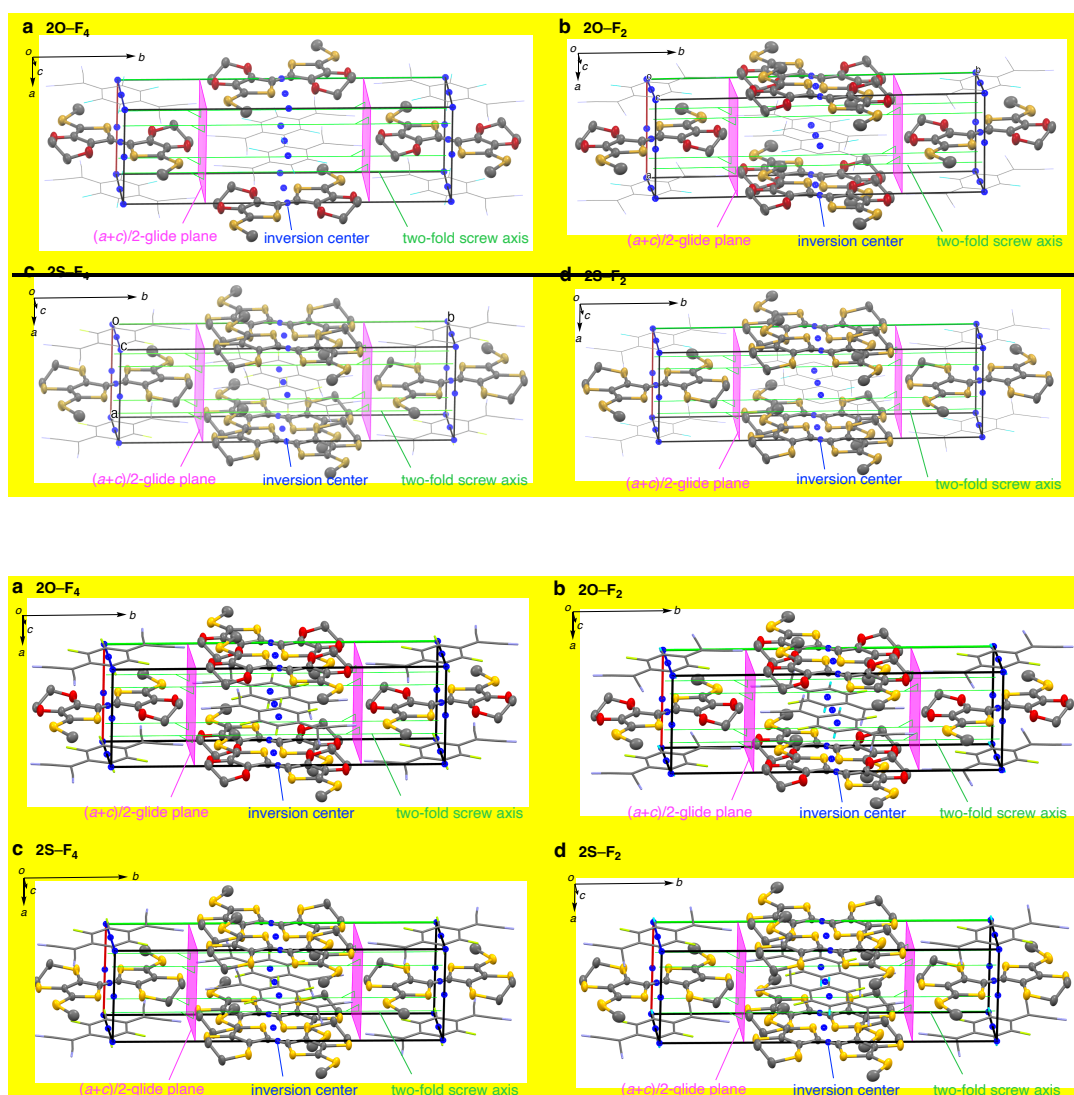 a 2O–F4
b 2O–F2
o b c a
o b c a
o b
c
a
(a+c)/2-glide plane inversion center two-fold screw axis
(a+c)/2-glide plane inversion center two-fold screw axis
c 2S–F4
d 2S–F2
o b c a
o b c a
o b
c
a
(a+c)/2-glide plane inversion center two-fold screw axis
(a+c)/2-glide plane inversion center two-fold screw axis
a 2O–F4
b 2O–F2
o b c a
o b c a
(a+c)/2-glide plane inversion center two-fold screw axis
(a+c)/2-glide plane inversion center two-fold screw axis
c 2S–F4
d 2S–F2
o b c a
o b c a
(a+c)/2-glide plane inversion center two-fold screw axis
(a+c)/2-glide plane inversion center two-fold screw axis